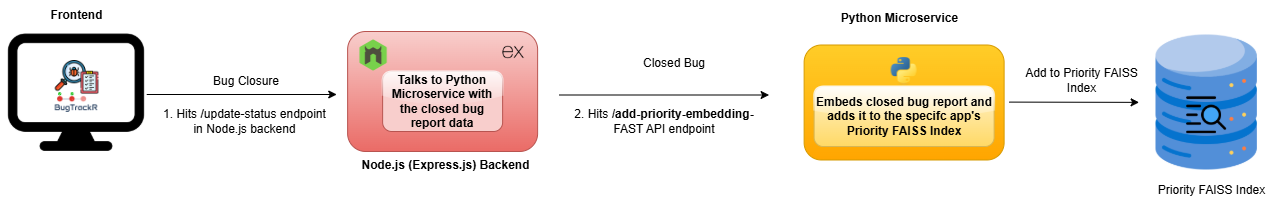 Frontend
BugTrackR
Bug Closure
1. Hits /update-status endpoint
in Node.js backend
ex
Talks to Python
Microservice with
the closed bug
report data
Node.js (Express.js) Backend
Closed Bug
2. Hits /add-priority-embedding-
FAST API endpoint
Python Microservice
Embeds closed bug report and
adds it to the specifc app's
Priority FAISS Index
Add to Priority FAISS
Index
Priority FAISS Index